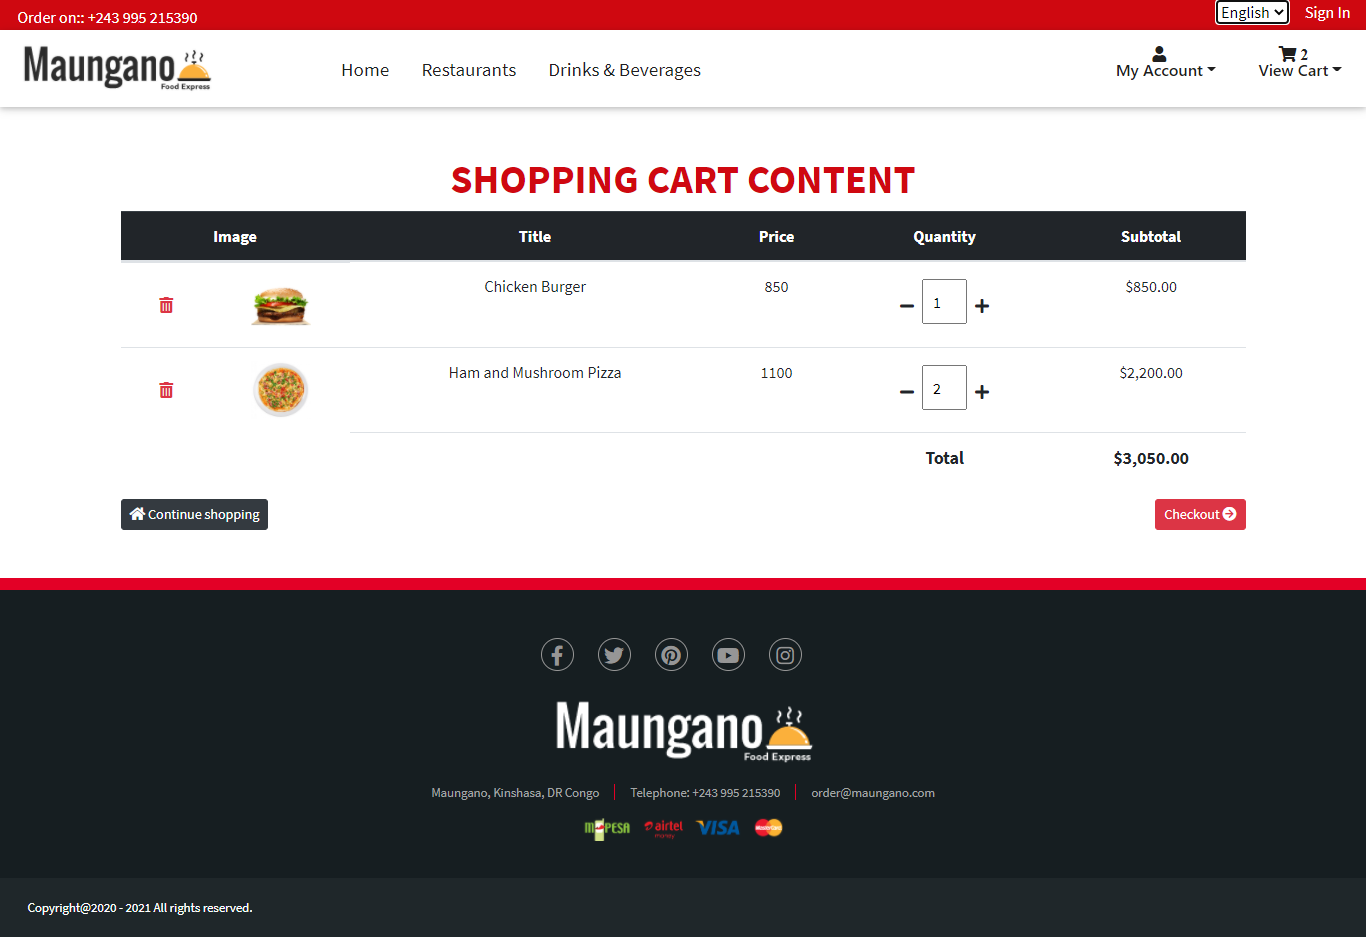 Order on:: +243 995 215390
English
Sign In
Maungano
Food Express
Home
Restaurants
Drinks & Beverages
My Account
2
View Cart
SHOPPING CART CONTENT
Image Title Price Quantity Subtotal
Chicken Burger 850 1 $850.00
Ham and Mushroom Pizza 1100 2 $2,200.00
Total $3,050.00
Continue shopping
Checkout
Maungano
Food Express
Maungano, Kinshasa, DR Congo
Telephone: +243 995 215390
order@maungano.com
M-PESA
airtel
money
VISA
MasterCard
Copyright@2020 - 2021 All rights reserved.